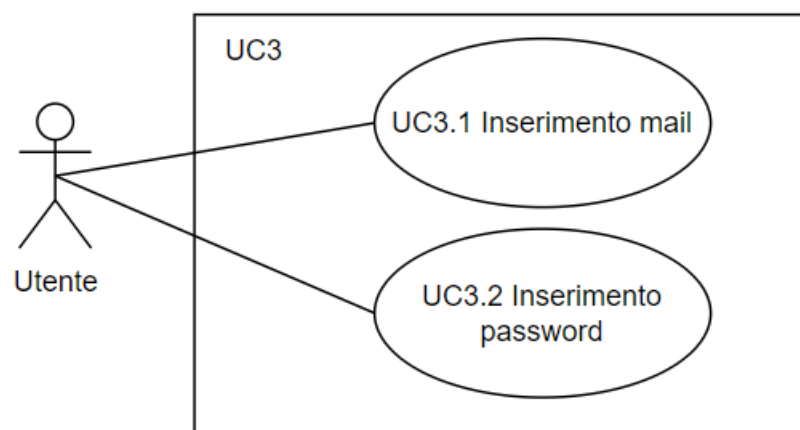 UC3
UC3.1 Inserimento mail
Utente
UC3.2 Inserimento
password